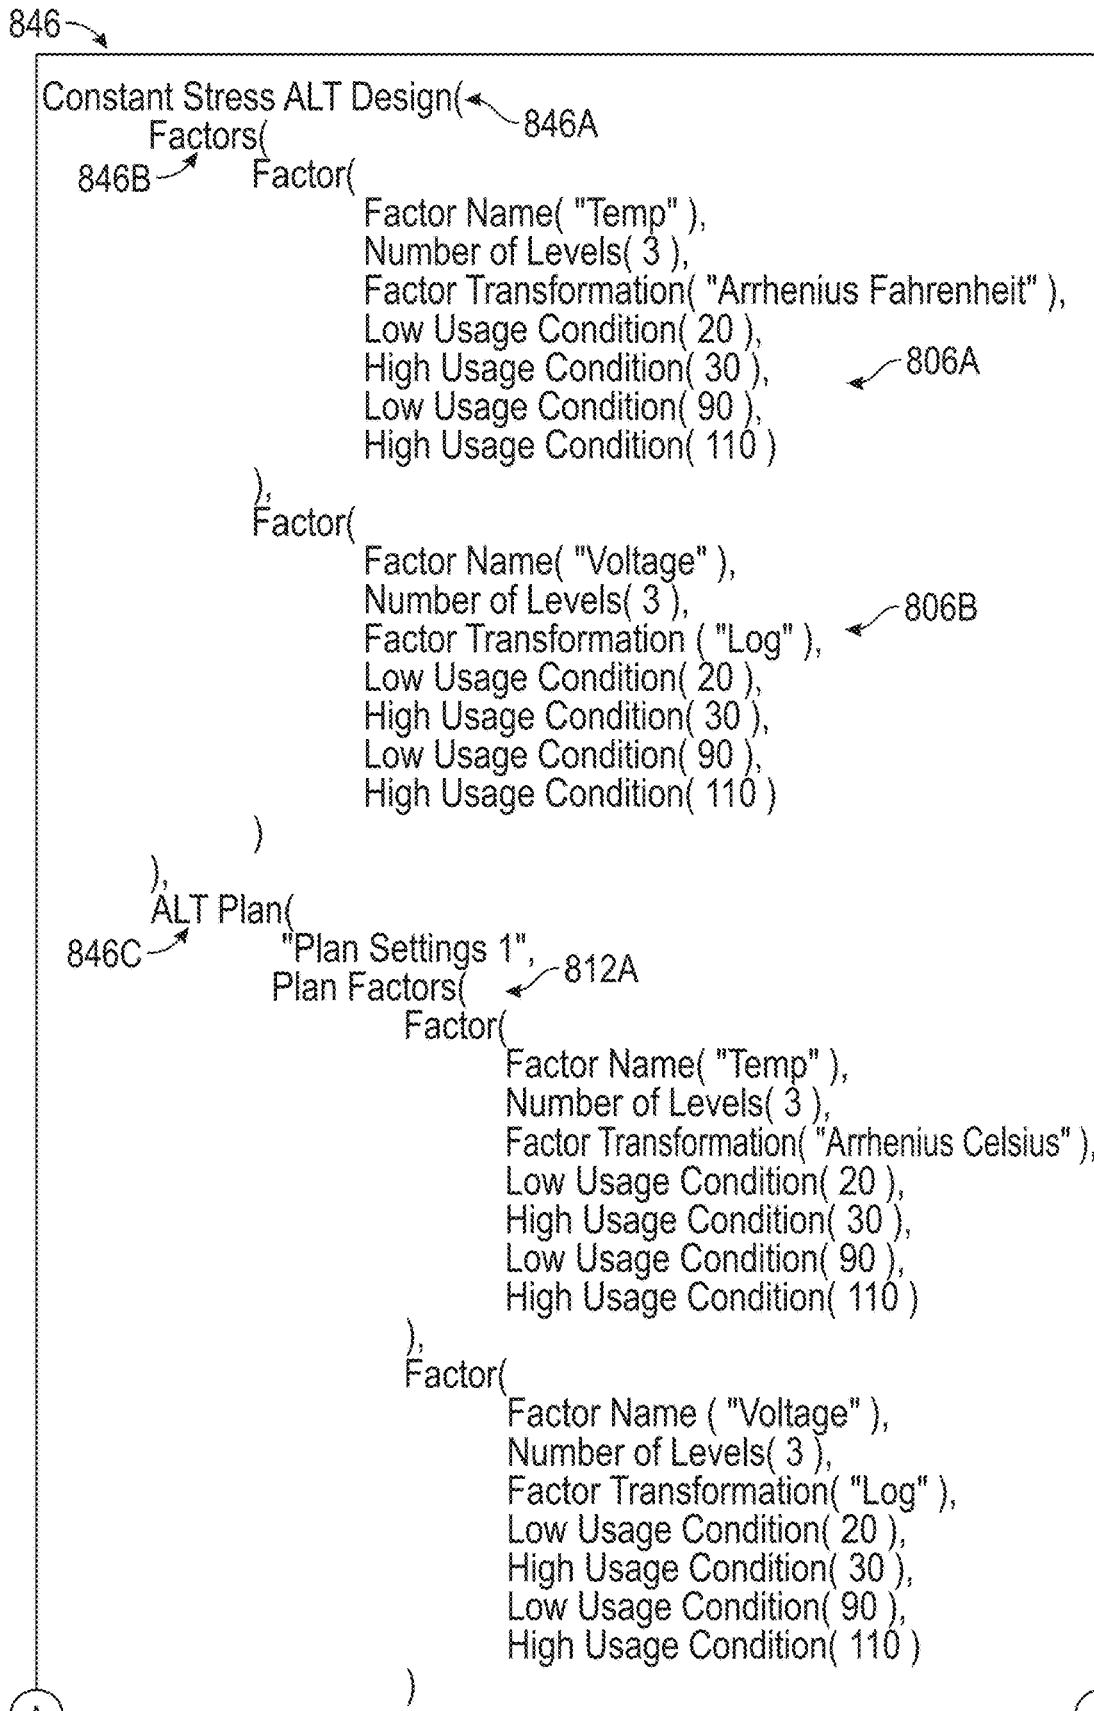 846
Constant Stress ALT Design(
846A
Factors(
846B
Factor(
Factor Name( "Temp" ),
Number of Levels( 3 ),
Factor Transformation( "Arrhenius Fahrenheit" ),
Low Usage Condition( 20 ),
High Usage Condition( 30 ),
806A
Low Usage Condition( 90 ),
High Usage Condition( 110 )
),
Factor(
Factor Name( "Voltage" ),
Number of Levels( 3 ),
806B
Factor Transformation ( "Log" ),
Low Usage Condition( 20 ),
High Usage Condition( 30 ),
Low Usage Condition( 90 ),
High Usage Condition( 110 )
)
),
ALT Plan(
846C
"Plan Settings 1",
Plan Factors(
812A
Factor(
Factor Name( "Temp" ),
Number of Levels( 3 ),
Factor Transformation( "Arrhenius Celsius" ),
Low Usage Condition( 20 ),
High Usage Condition( 30 ),
Low Usage Condition( 90 ),
High Usage Condition( 110 )
),
Factor(
Factor Name ( "Voltage" ),
Number of Levels( 3 ),
Factor Transformation( "Log" ),
Low Usage Condition( 20 ),
High Usage Condition( 30 ),
Low Usage Condition( 90 ),
High Usage Condition( 110 )
)